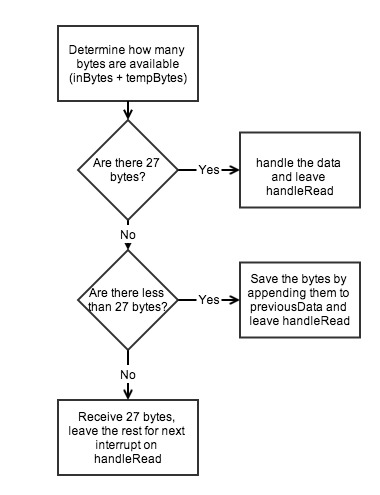 Determine how many
bytes are available
(inBytes + tempBytes)
Are there 27
bytes?
Yes
handle the data
and leave
handleRead
No
Are there less
than 27 bytes?
Yes
Save the bytes by
appending them to
previousData and
leave handleRead
No
Receive 27 bytes,
leave the rest for next
interrupt on
handleRead